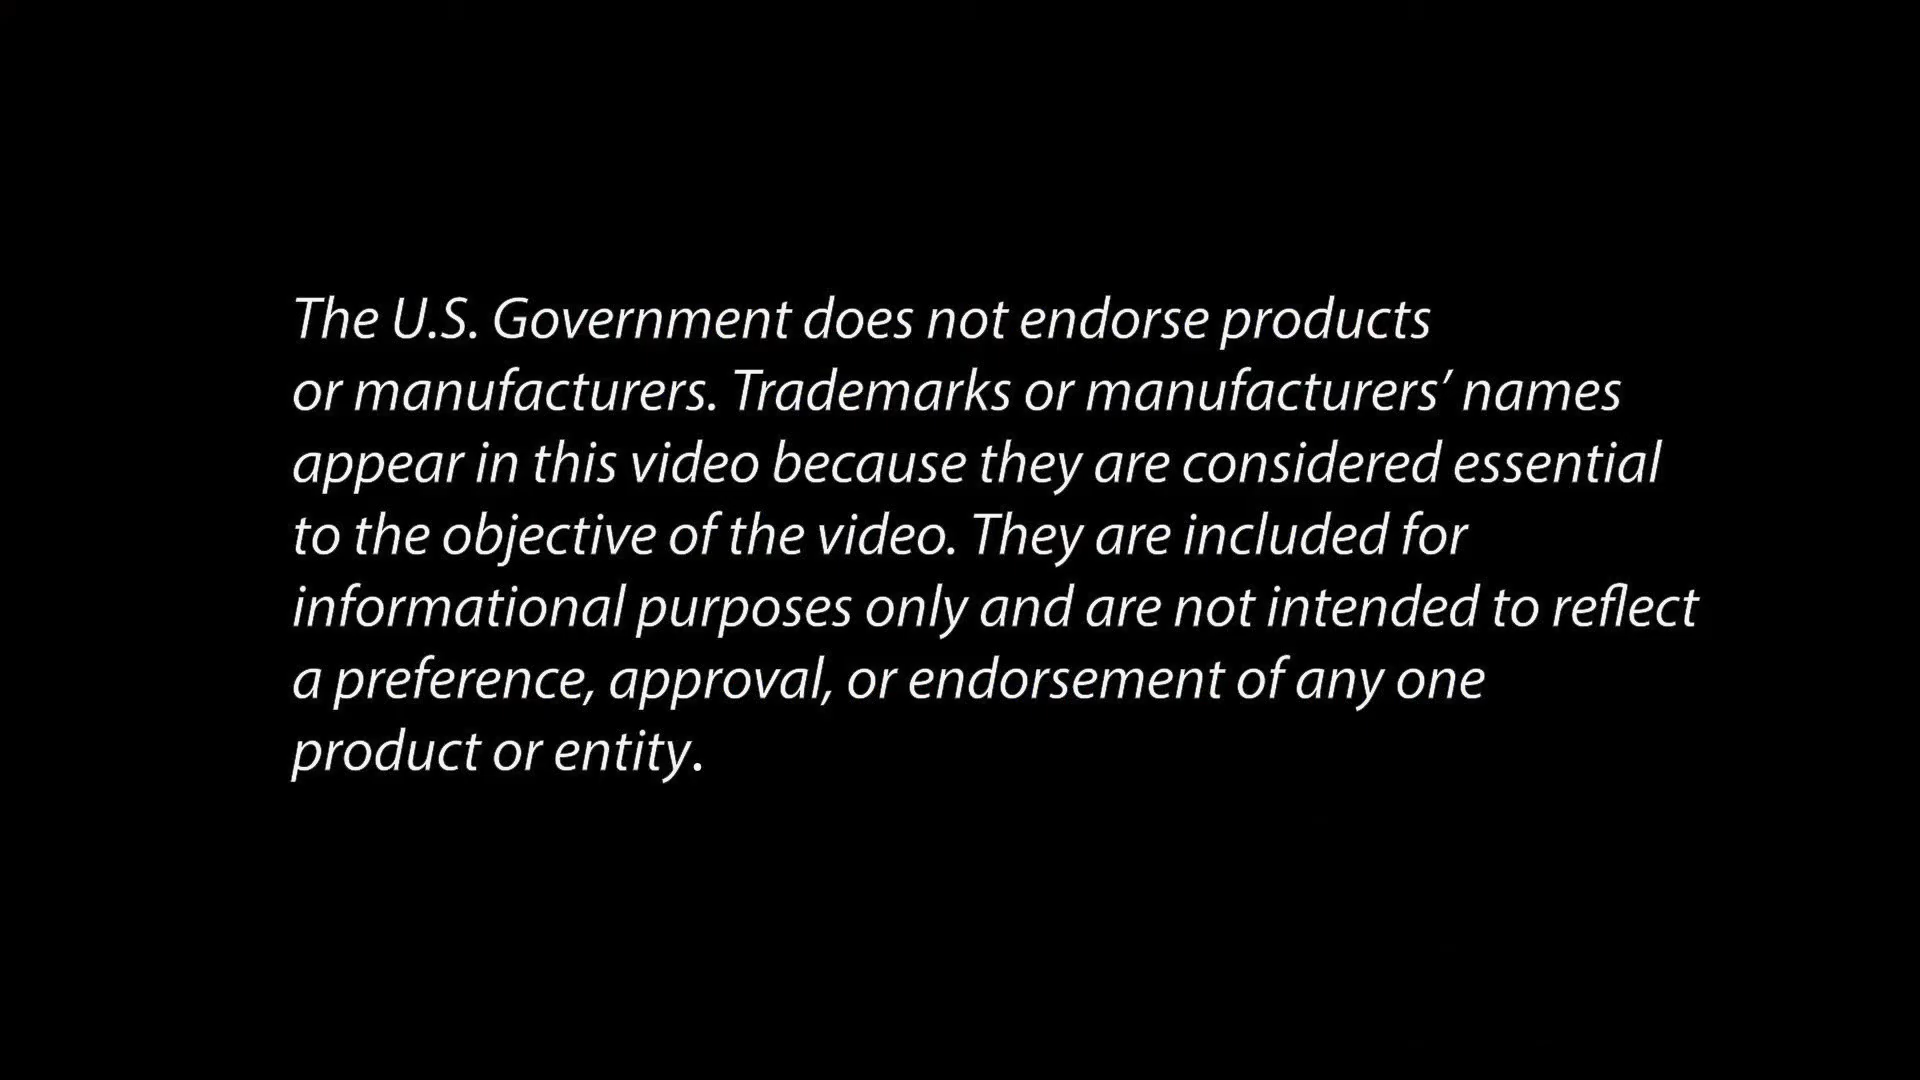 The U.S. Government does not endorse products
or manufacturers. Trademarks or manufacturers’ names
appear in this video because they are considered essential
to the objective of the video. They are included for
informational purposes only and are not intended to reflect
a preference, approval, or endorsement of any one
product or entity.